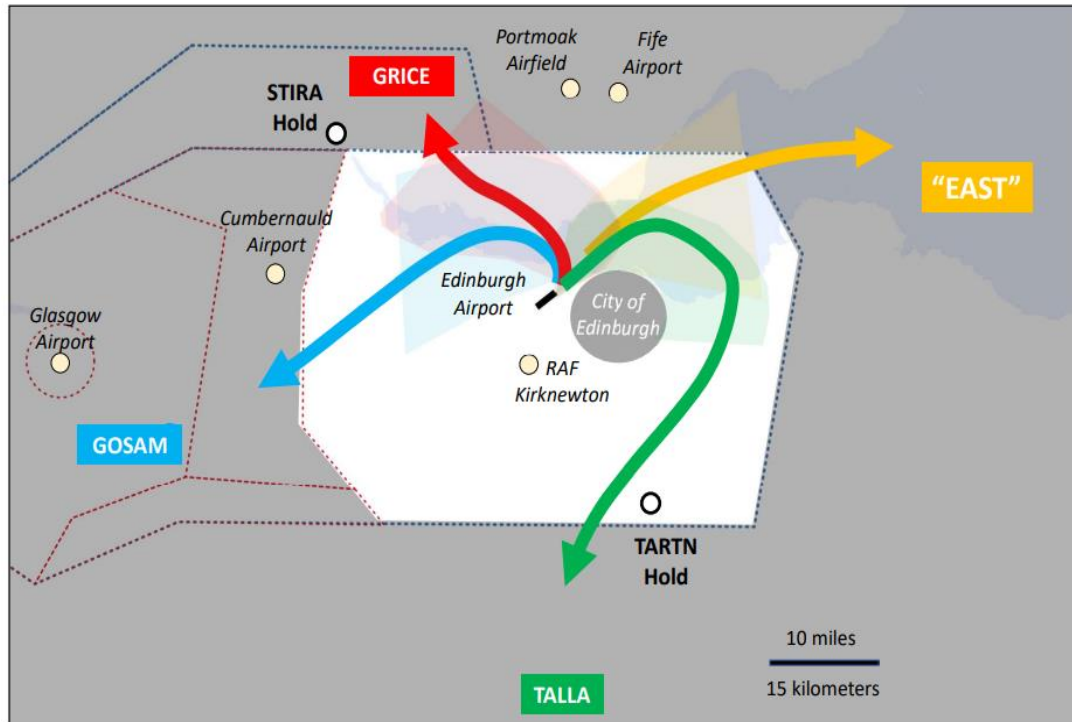 Portmoak
Airfield
Fife
Airport
GRICE
STIRA
Hold
"EAST"
Cumbernauld
Airport
Edinburgh
Airport
City of
Edinburgh
Glasgow
Airport
RAF
Kirknewton
GOSAM
TARTN
Hold
10 miles
15 kilometers
TALLA